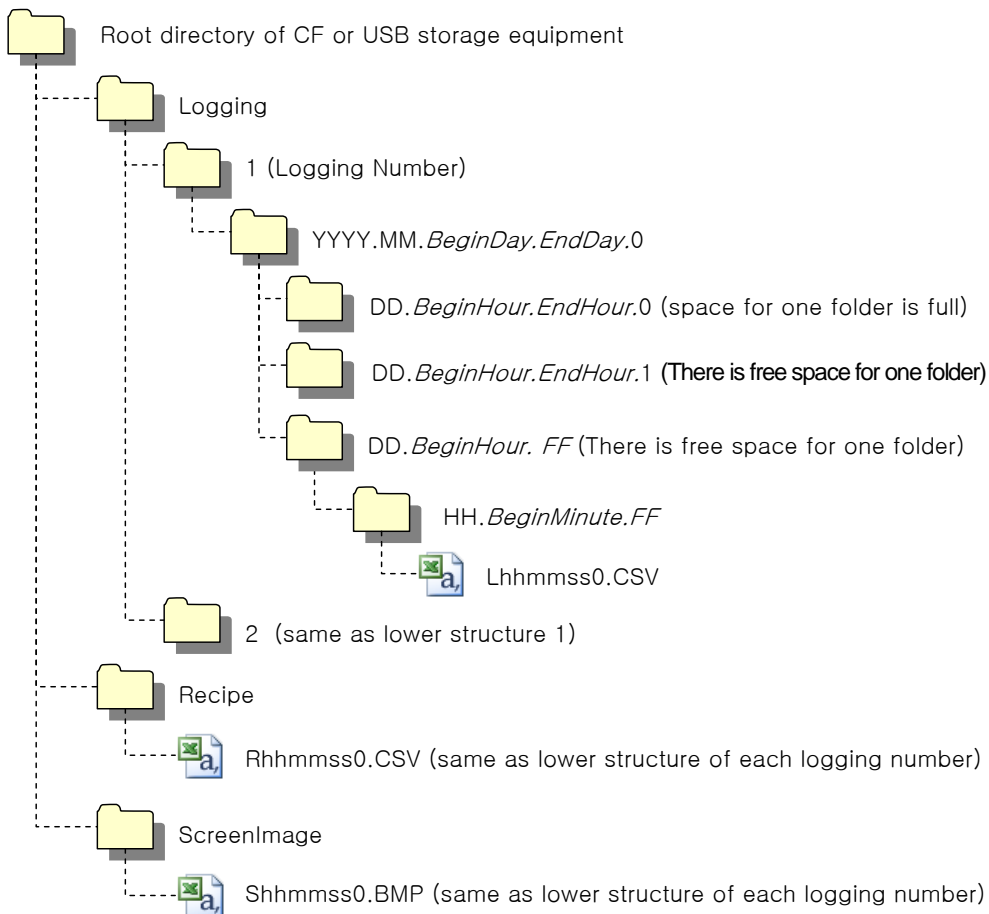 Root directory of CF or USB storage equipment
Logging
1 (Logging Number)
YYYY.MM.BeginDay.EndDay.0
DD.BeginHour.EndHour.0 (space for one folder is full)
DD.BeginHour.EndHour.1 (There is free space for one folder)
DD.BeginHour. FF (There is free space for one folder)
HH.BeginMinute.FF
a,
Lhhmmss0.CSV
2 (same as lower structure 1)
Recipe
a,
Rhhmmss0.CSV (same as lower structure of each logging number)
ScreenImage
a,
Shhmmss0.BMP (same as lower structure of each logging number)